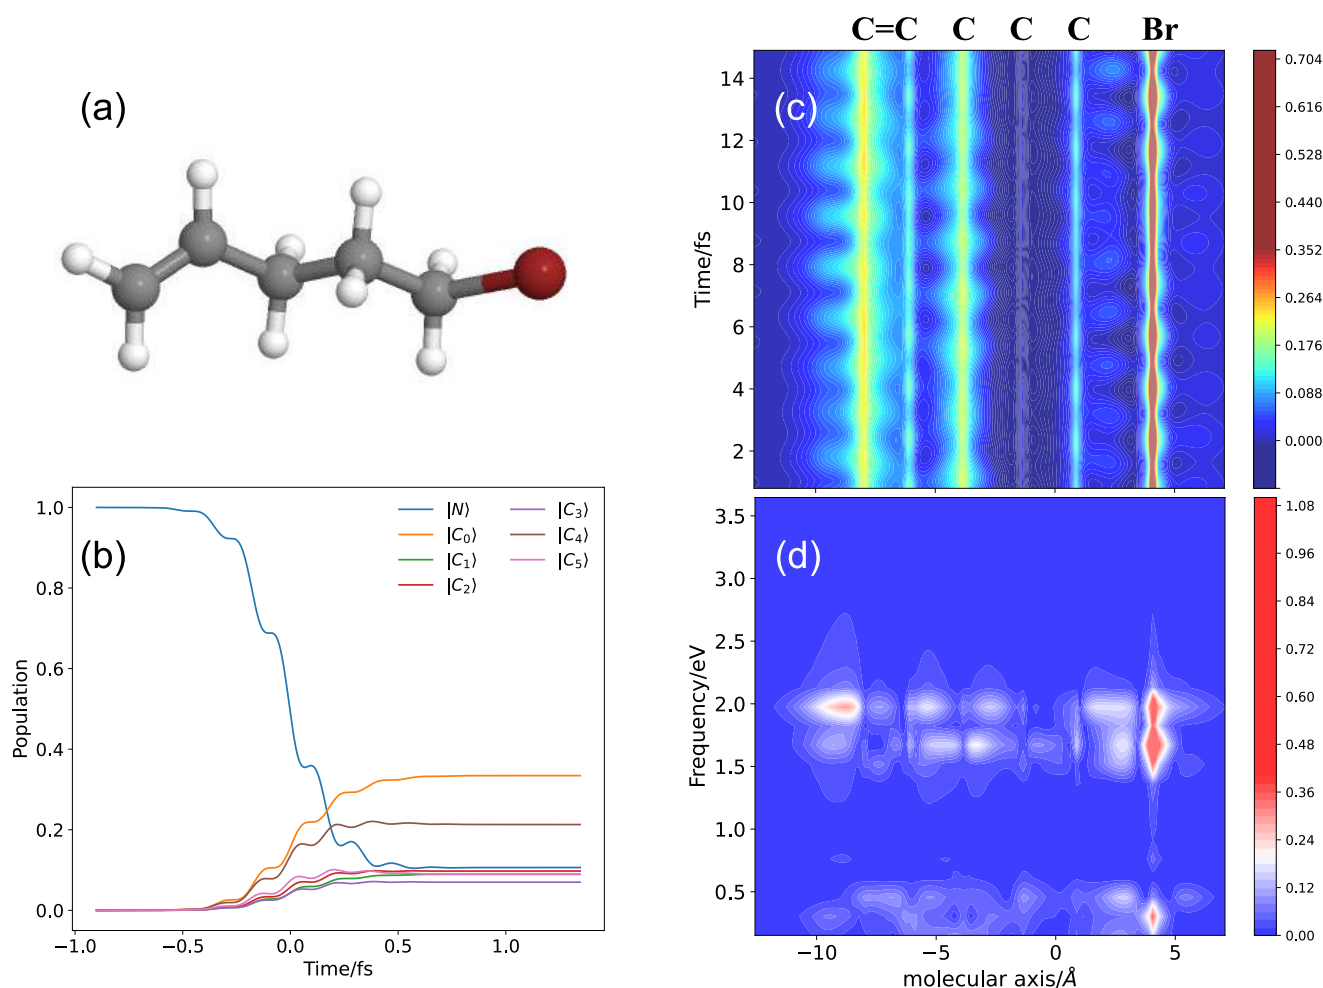 (a)
C=C C C C Br
(c)
Time/fs
14
12
10
8
6
4
2
0.704
0.616
0.528
0.440
0.352
0.264
0.176
0.088
0.000
(b)
Population
1.0
0.8
0.6
0.4
0.2
0.0
|N⟩
|C₀⟩
|C₁⟩
|C₂⟩
|C₃⟩
|C₄⟩
|C₅⟩
−1.0 −0.5 0.0 0.5 1.0
Time/fs
(d)
Frequency/eV
3.5
3.0
2.5
2.0
1.5
1.0
0.5
−10 −5 0 5
molecular axis/Å
1.08
0.96
0.84
0.72
0.60
0.48
0.36
0.24
0.12
0.00